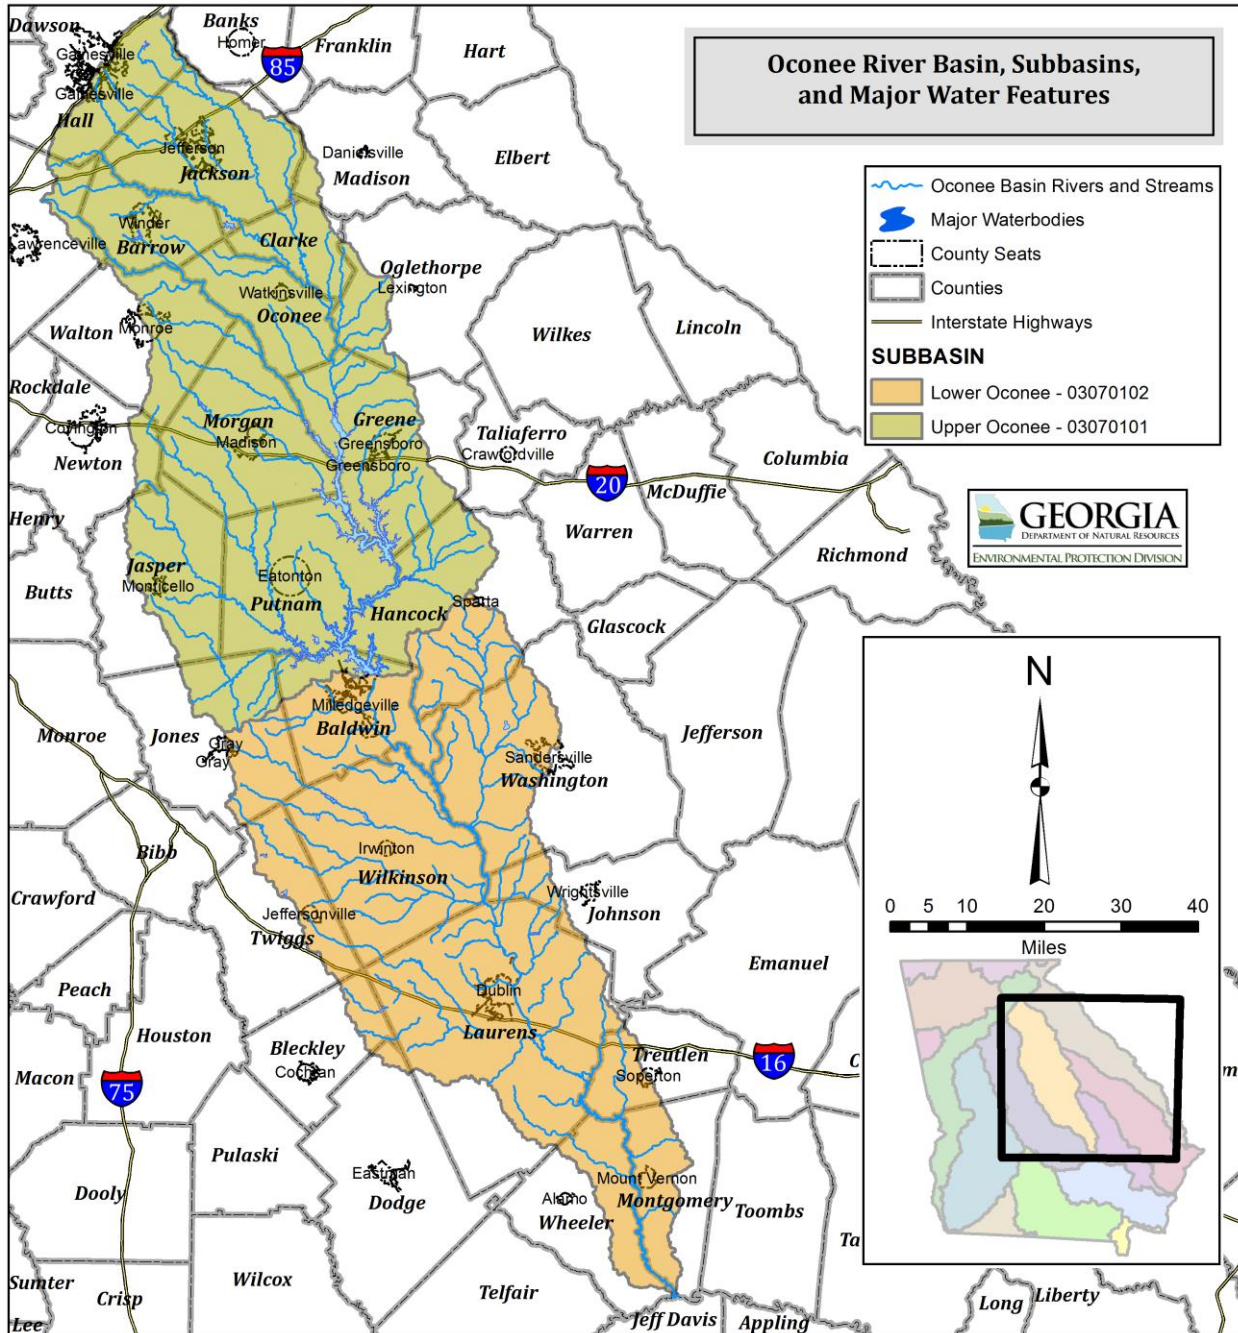 Oconee River Basin, Subbasins,
and Major Water Features
Oconee Basin Rivers and Streams
Major Waterbodies
County Seats
Counties
Interstate Highways
SUBBASIN
Lower Oconee - 03070102
Upper Oconee - 03070101
GEORGIA
DEPARTMENT OF NATURAL RESOURCES
ENVIRONMENTAL PROTECTION DIVISION
N
0 5 10 20 30 40
Miles
Dawson
Banks
Homer
Franklin
Hart
Gainesville
85
Gainesville
Hall
Jefferson
Jackson
Danielsville
Madison
Elbert
Winder
Barrow
Lawrenceville
Clarke
Oglethorpe
Lexington
Watkinsville
Oconee
Walton
Monroe
Wilkes
Lincoln
Rockdale
Covington
Newton
Morgan
Madison
Greene
Greensboro
Greensboro
Taliaferro
Crawfordville
Columbia
20
McDuffie
Warren
Richmond
Henry
Butts
Jasper
Monticello
Eatonton
Putnam
Hancock
Sparta
Glascock
Milledgeville
Baldwin
Monroe
Jones
Gray
Gray
Sandersville
Washington
Jefferson
Bibb
Irwinton
Wilkinson
Crawford
Jeffersonville
Twiggs
Wrightsville
Johnson
Emanuel
Peach
Houston
Dublin
Laurens
Macon
75
Bleckley
Cochran
Treutlen
Soperton
16
C
m
Pulaski
Dooly
Eastman
Dodge
Mount Vernon
Montgomery
Alamo
Wheeler
Toombs
Ta
Sumter
Crisp
Lee
Wilcox
Telfair
Jeff Davis
Appling
Long
Liberty